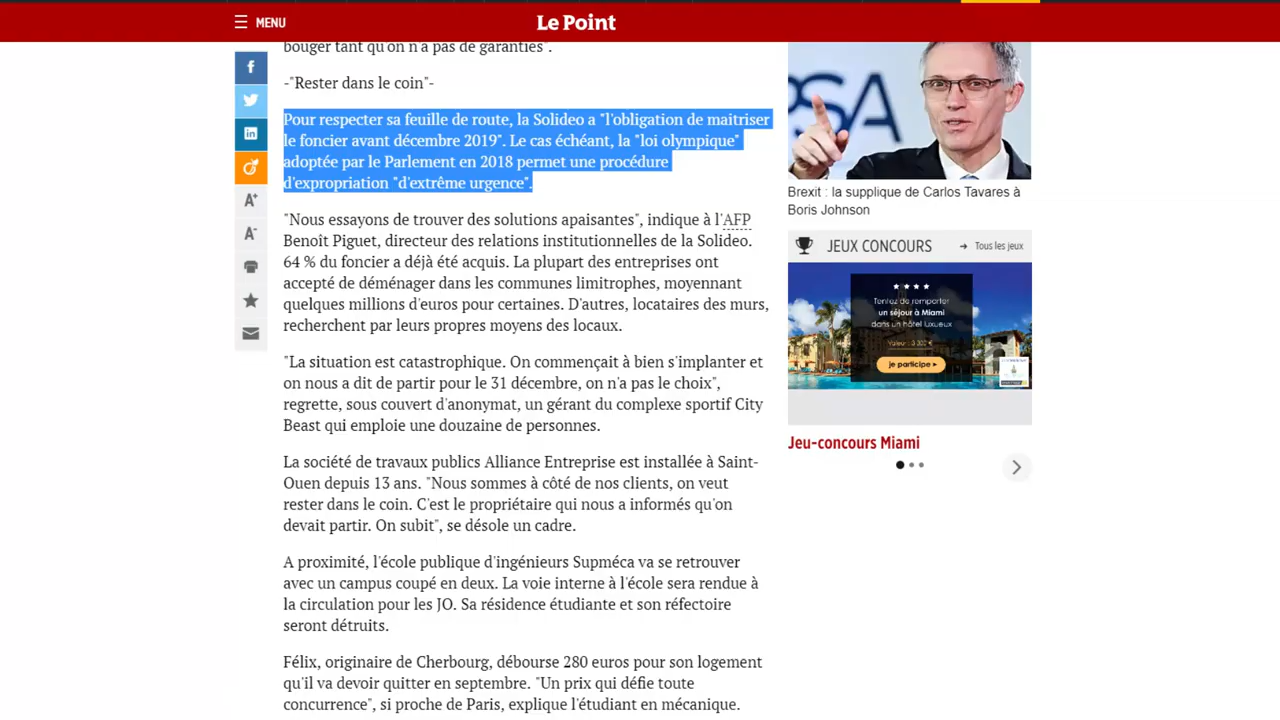 MENU
Le Point
bouger tant qu'on n'a pas de garanties".
-"Rester dans le coin"-
Pour respecter sa feuille de route, la Solideo a "l'obligation de maitriser
le foncier avant décembre 2019". Le cas échéant, la "loi olympique"
adoptée par le Parlement en 2018 permet une procédure
d'expropriation "d'extrême urgence".
"Nous essayons de trouver des solutions apaisantes", indique à l'AFP
Benoît Piguet, directeur des relations institutionnelles de la Solideo.
64 % du foncier a déjà été acquis. La plupart des entreprises ont
accepté de déménager dans les communes limitrophes, moyennant
quelques millions d'euros pour certaines. D'autres, locataires des murs,
recherchent par leurs propres moyens des locaux.
"La situation est catastrophique. On commençait à bien s'implanter et
on nous a dit de partir pour le 31 décembre, on n'a pas le choix",
regrette, sous couvert d'anonymat, un gérant du complexe sportif City
Beast qui emploie une douzaine de personnes.
La société de travaux publics Alliance Entreprise est installée à Saint-
Ouen depuis 13 ans. "Nous sommes à côté de nos clients, on veut
rester dans le coin. C'est le propriétaire qui nous a informés qu'on
devait partir. On subit", se désole un cadre.
A proximité, l'école publique d'ingénieurs Supméca va se retrouver
avec un campus coupé en deux. La voie interne à l'école sera rendue à
la circulation pour les JO. Sa résidence étudiante et son réfectoire
seront détruits.
Félix, originaire de Cherbourg, débourse 280 euros pour son logement
qu'il va devoir quitter en septembre. "Un prix qui défie toute
concurrence", si proche de Paris, explique l'étudiant en mécanique.
A+
A-
PSA
Brexit : la supplique de Carlos Tavares à
Boris Johnson
JEUX CONCOURS
Tous les jeux
Tentez de remporter
un séjour à Miami
dans un hôtel luxueux
je participe
Jeu-concours Miami